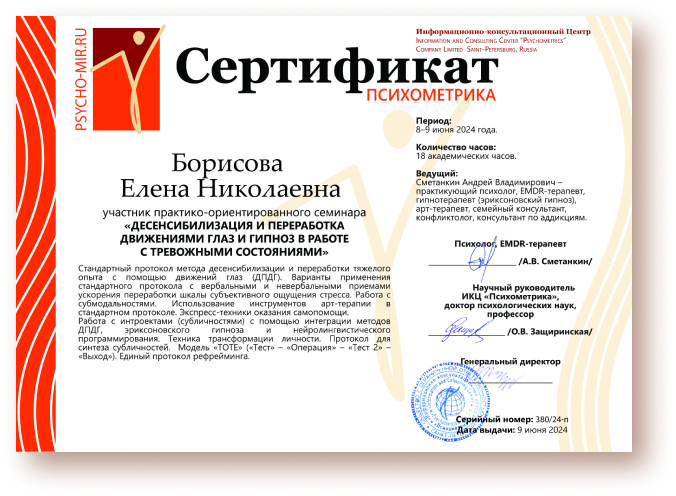 PSYCHO-MIR.RU
Информационно-консультационный Центр
Information and Consulting Center "Psychometrics"
Company Limited Saint-Petersburg, Russia
Сертификат
ПСИХОМЕТРИКА
Период:
8–9 июня 2024 года.
Количество часов:
18 академических часов.
Ведущий:
Сметанкин Андрей Владимирович –
практикующий психолог, EMDR-терапевт,
гипнотерапевт (эриксоновский гипноз),
арт-терапевт, семейный консультант,
конфликтолог, консультант по аддикциям.
Борисова
Елена Николаевна
участник практико-ориентированного семинара
«ДЕСЕНСИБИЛИЗАЦИЯ И ПЕРЕРАБОТКА
ДВИЖЕНИЯМИ ГЛАЗ И ГИПНОЗ В РАБОТЕ
С ТРЕВОЖНЫМИ СОСТОЯНИЯМИ»
Стандартный протокол метода десенсибилизации и переработки тяжелого
опыта с помощью движений глаз (ДПДГ). Варианты применения
стандартного протокола с вербальными и невербальными приемами
ускорения переработки шкалы субъективного ощущения стресса. Работа с
субмодальностями. Использование инструментов арт-терапии в
стандартном протоколе. Экспресс-техники оказания самопомощи.
Работа с интроектами (субличностями) с помощью интеграции методов
ДПДГ, эриксоновского гипноза и нейролингвистического
программирования. Техника трансформации личности. Протокол для
синтеза субличностей. Модель «ТОТЕ» («Тест» – «Операция» – «Тест 2» –
«Выход»). Единый протокол рефрейминга.
Психолог, EMDR-терапевт
/А.В. Сметанкин/
Научный руководитель
ИКЦ «Психометрика»,
доктор психологических наук,
профессор
/О.В. Защиринская/
Генеральный директор
Серийный номер: 380/24-п
Дата выдачи: 9 июня 2024